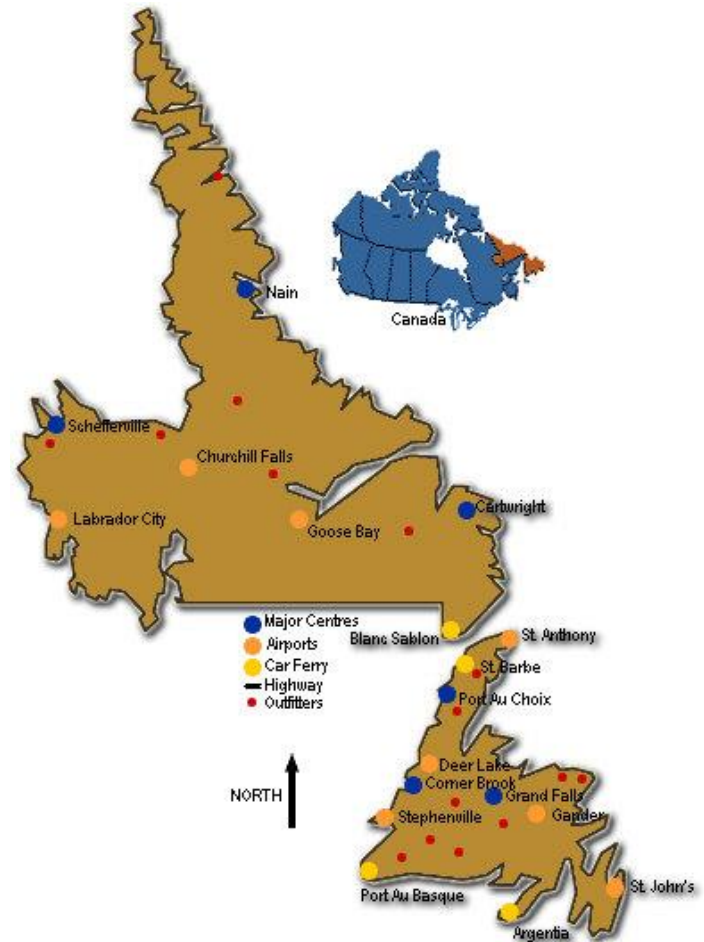 Nain
Canada
Schefferville
Churchill Falls
Labrador City
Goose Bay
Cartwright
Major Centres
Airports
Car Ferry
Highway
Outfitters
Blanc Sablon
St. Anthony
St. Barbe
Port Au Choix
NORTH
Deer Lake
Corner Brook
Grand Falls
Stephenville
Gander
Port Au Basque
St. John's
Argentia